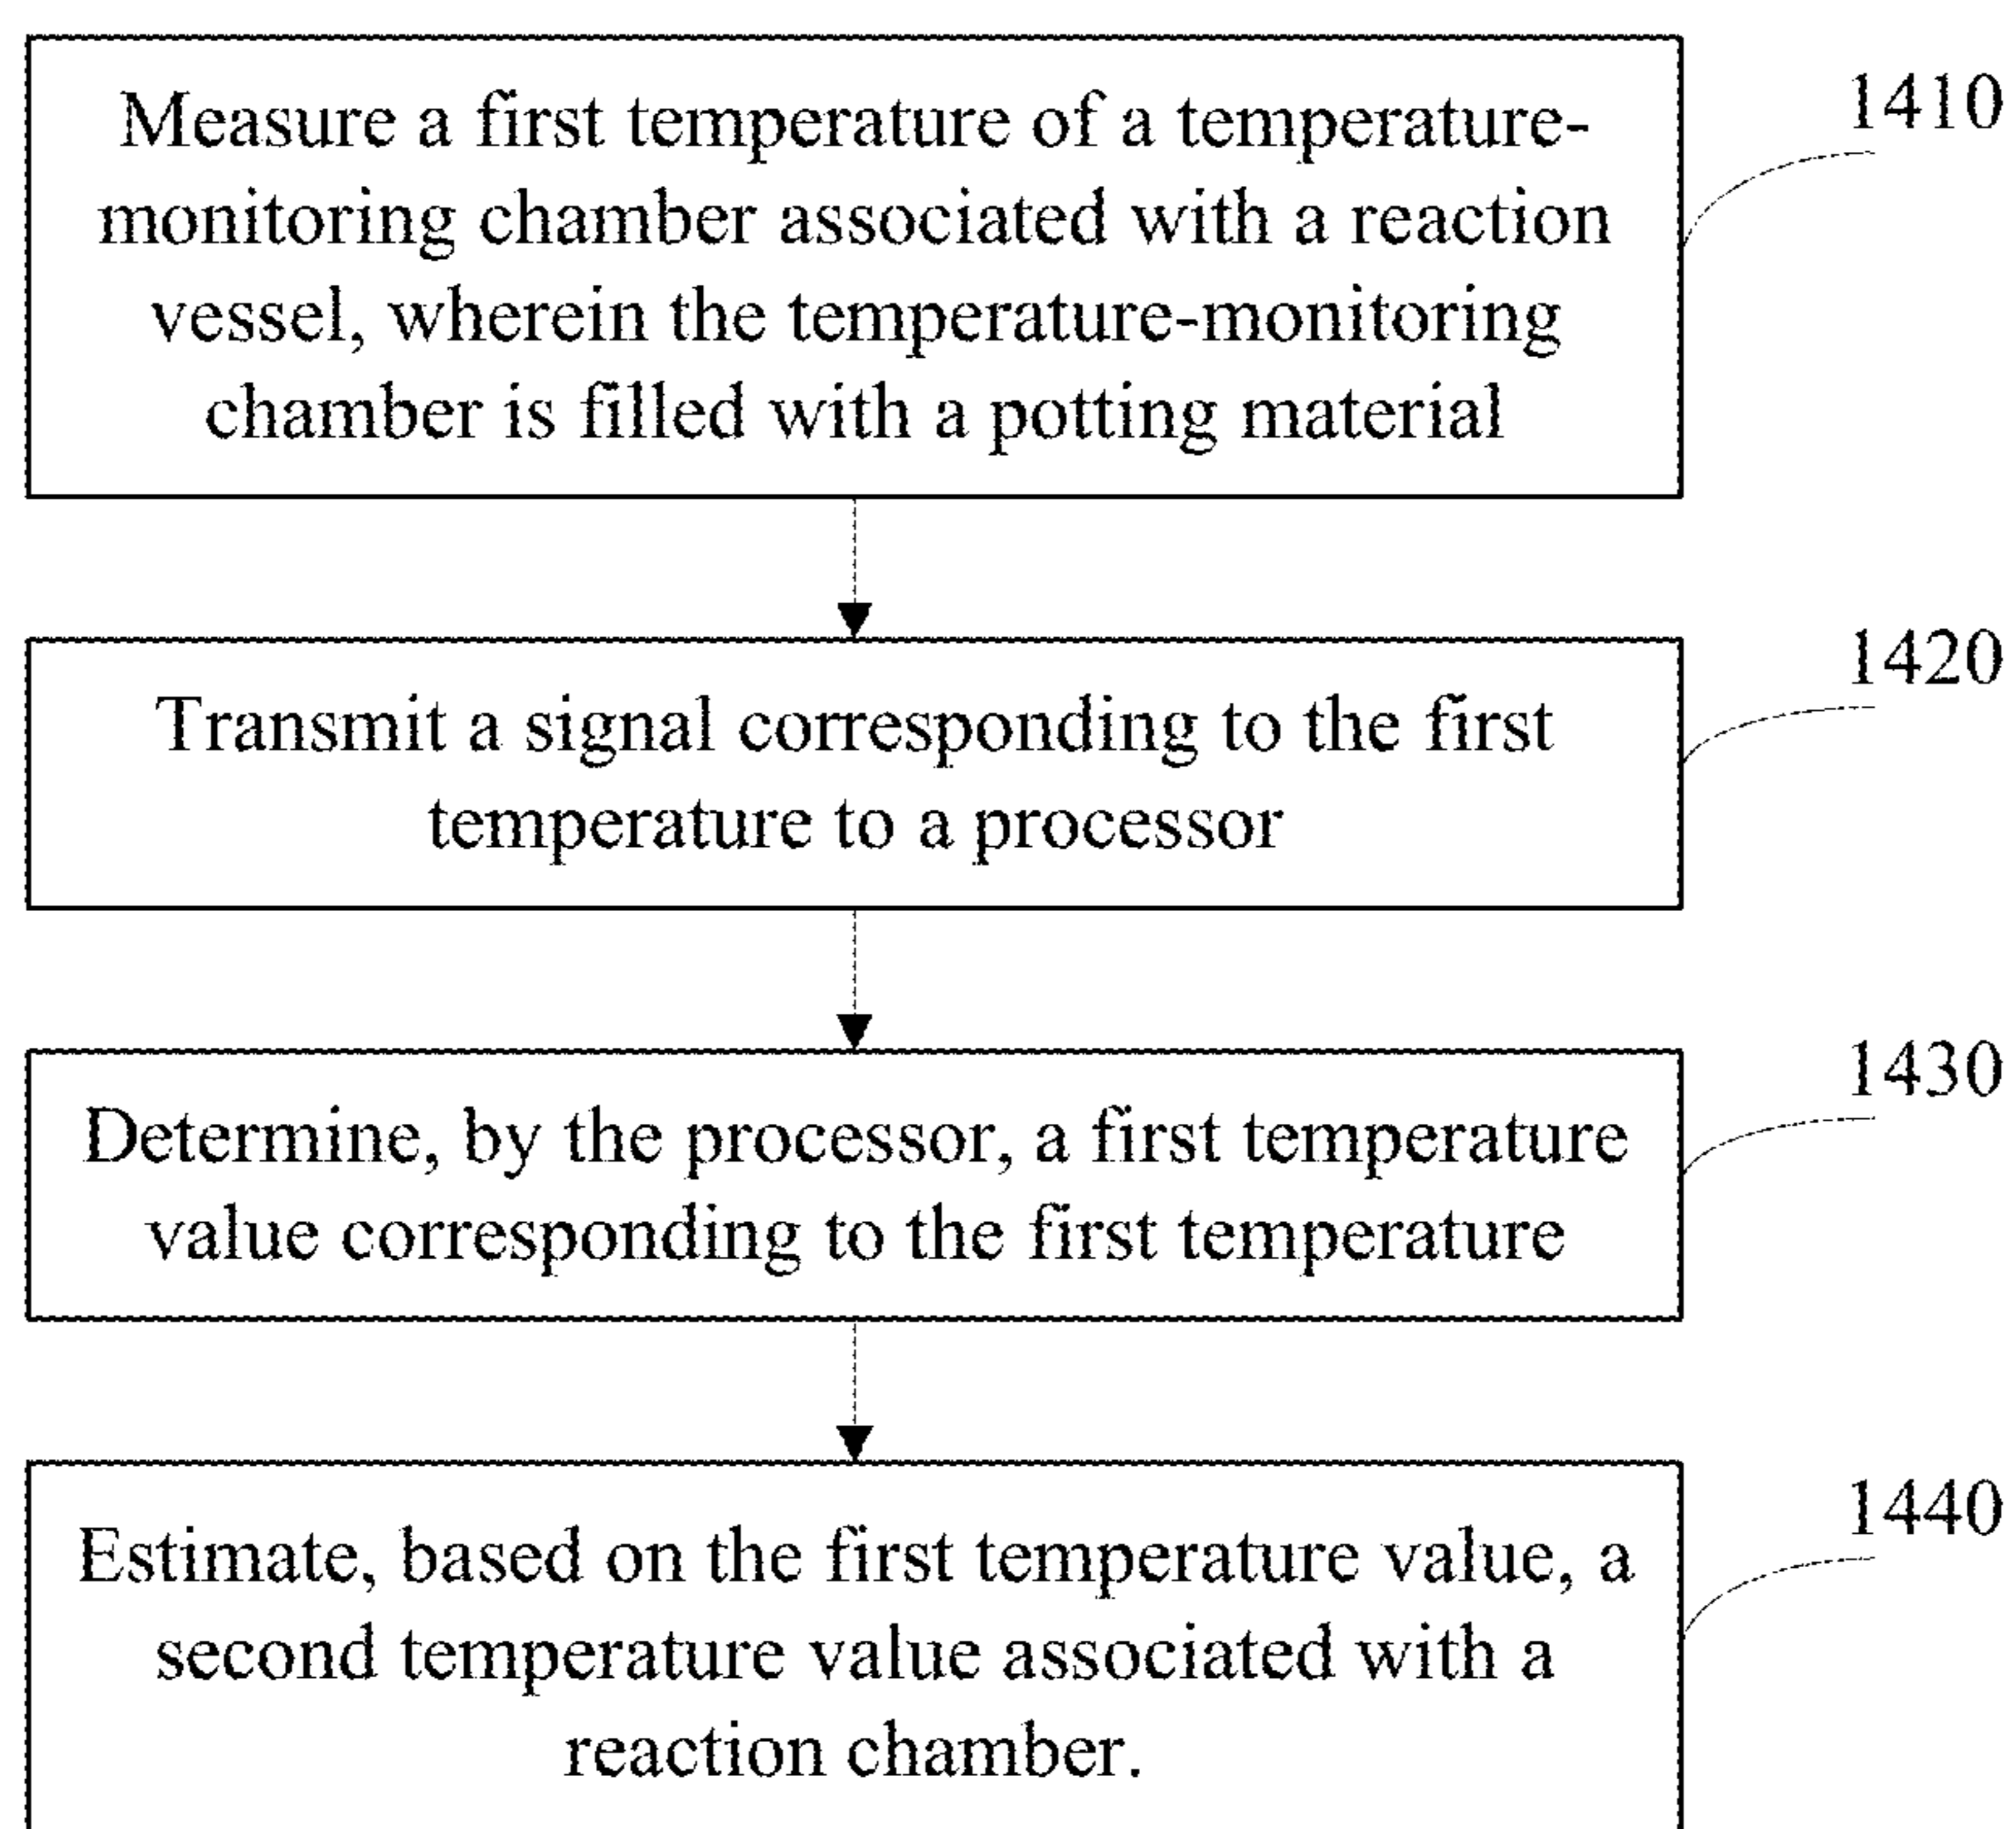 Measure a first temperature of a temperature-
monitoring chamber associated with a reaction
vessel, wherein the temperature-monitoring
chamber is filled with a potting material
1410
Transmit a signal corresponding to the first
temperature to a processor
1420
Determine, by the processor, a first temperature
value corresponding to the first temperature
1430
Estimate, based on the first temperature value, a
second temperature value associated with a
reaction chamber.
1440